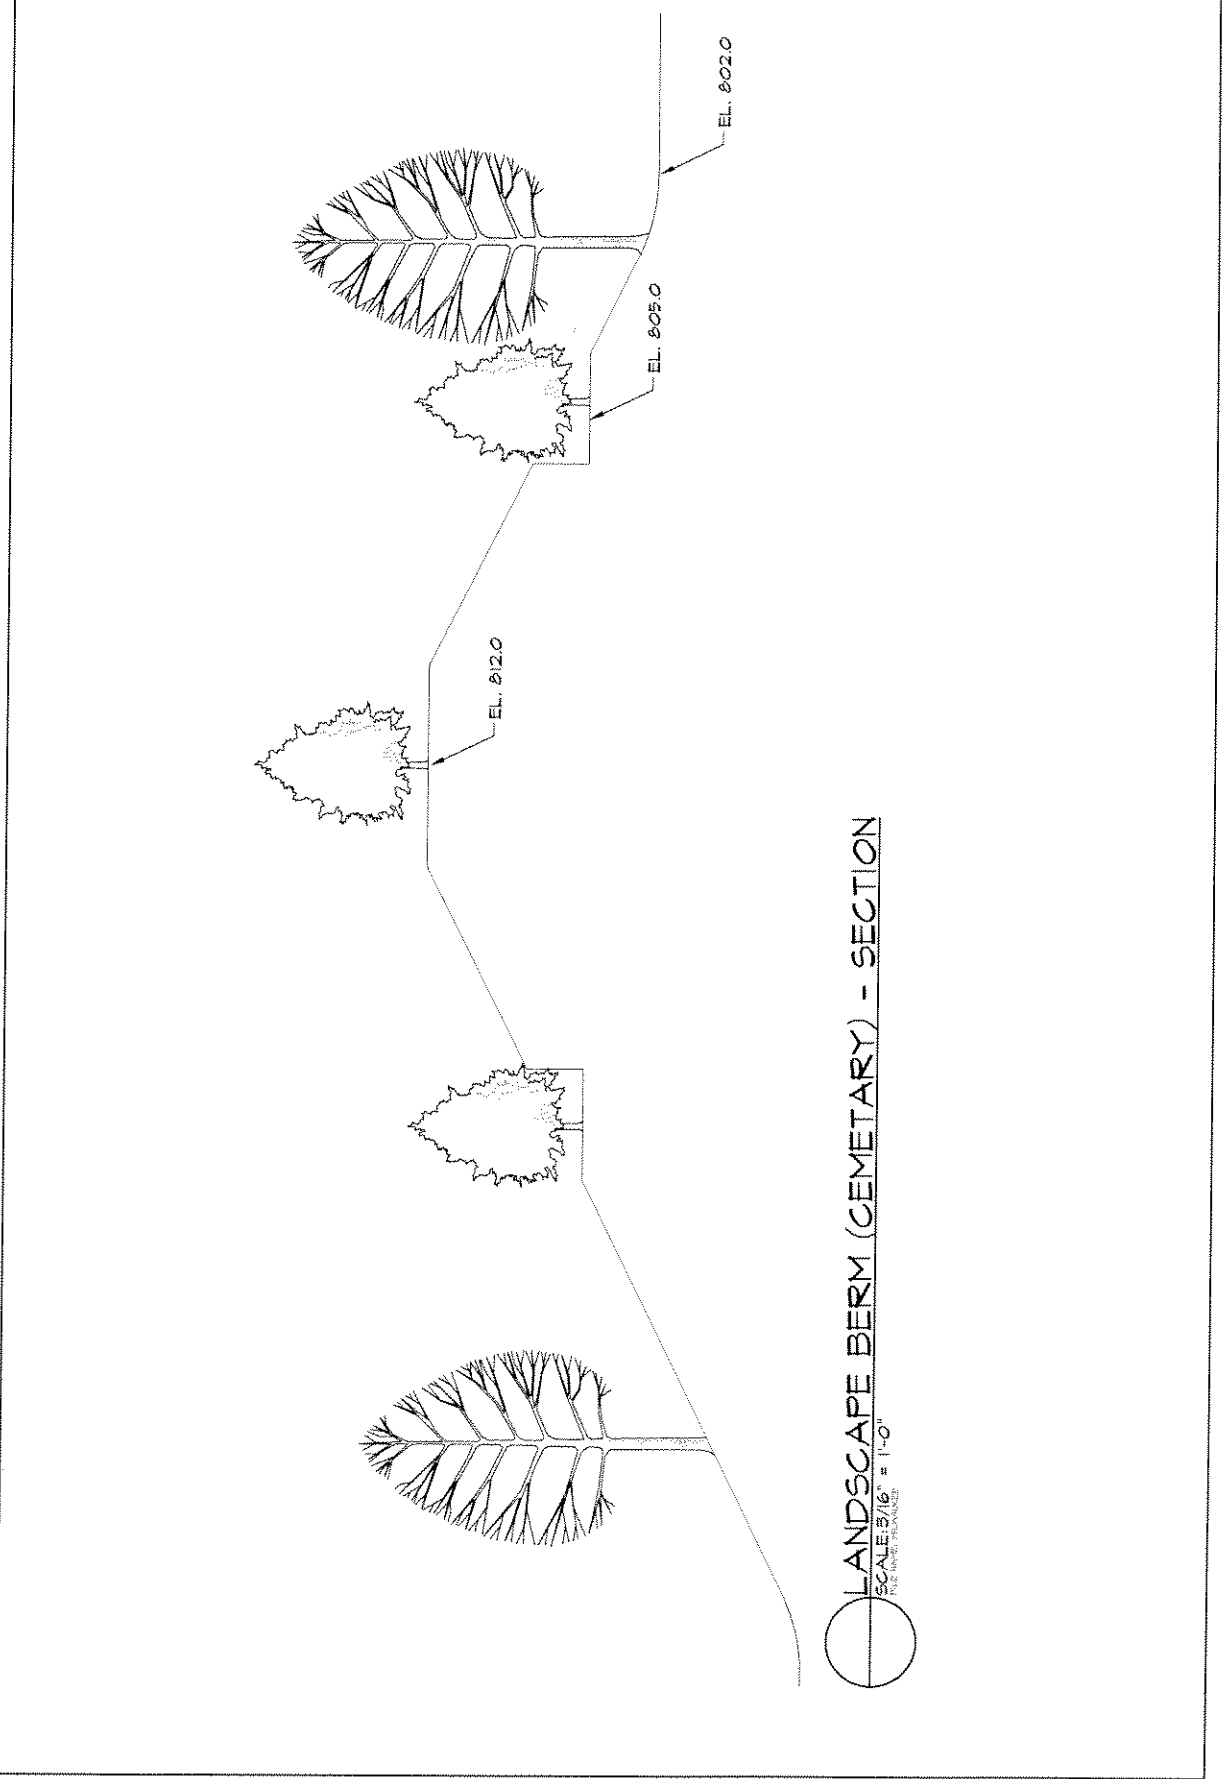 EL. 802.0
EL. 805.0
EL. 812.0
LANDSCAPE BERM (CEMETARY) - SECTION
SCALE: 3/16" = 1'-0"